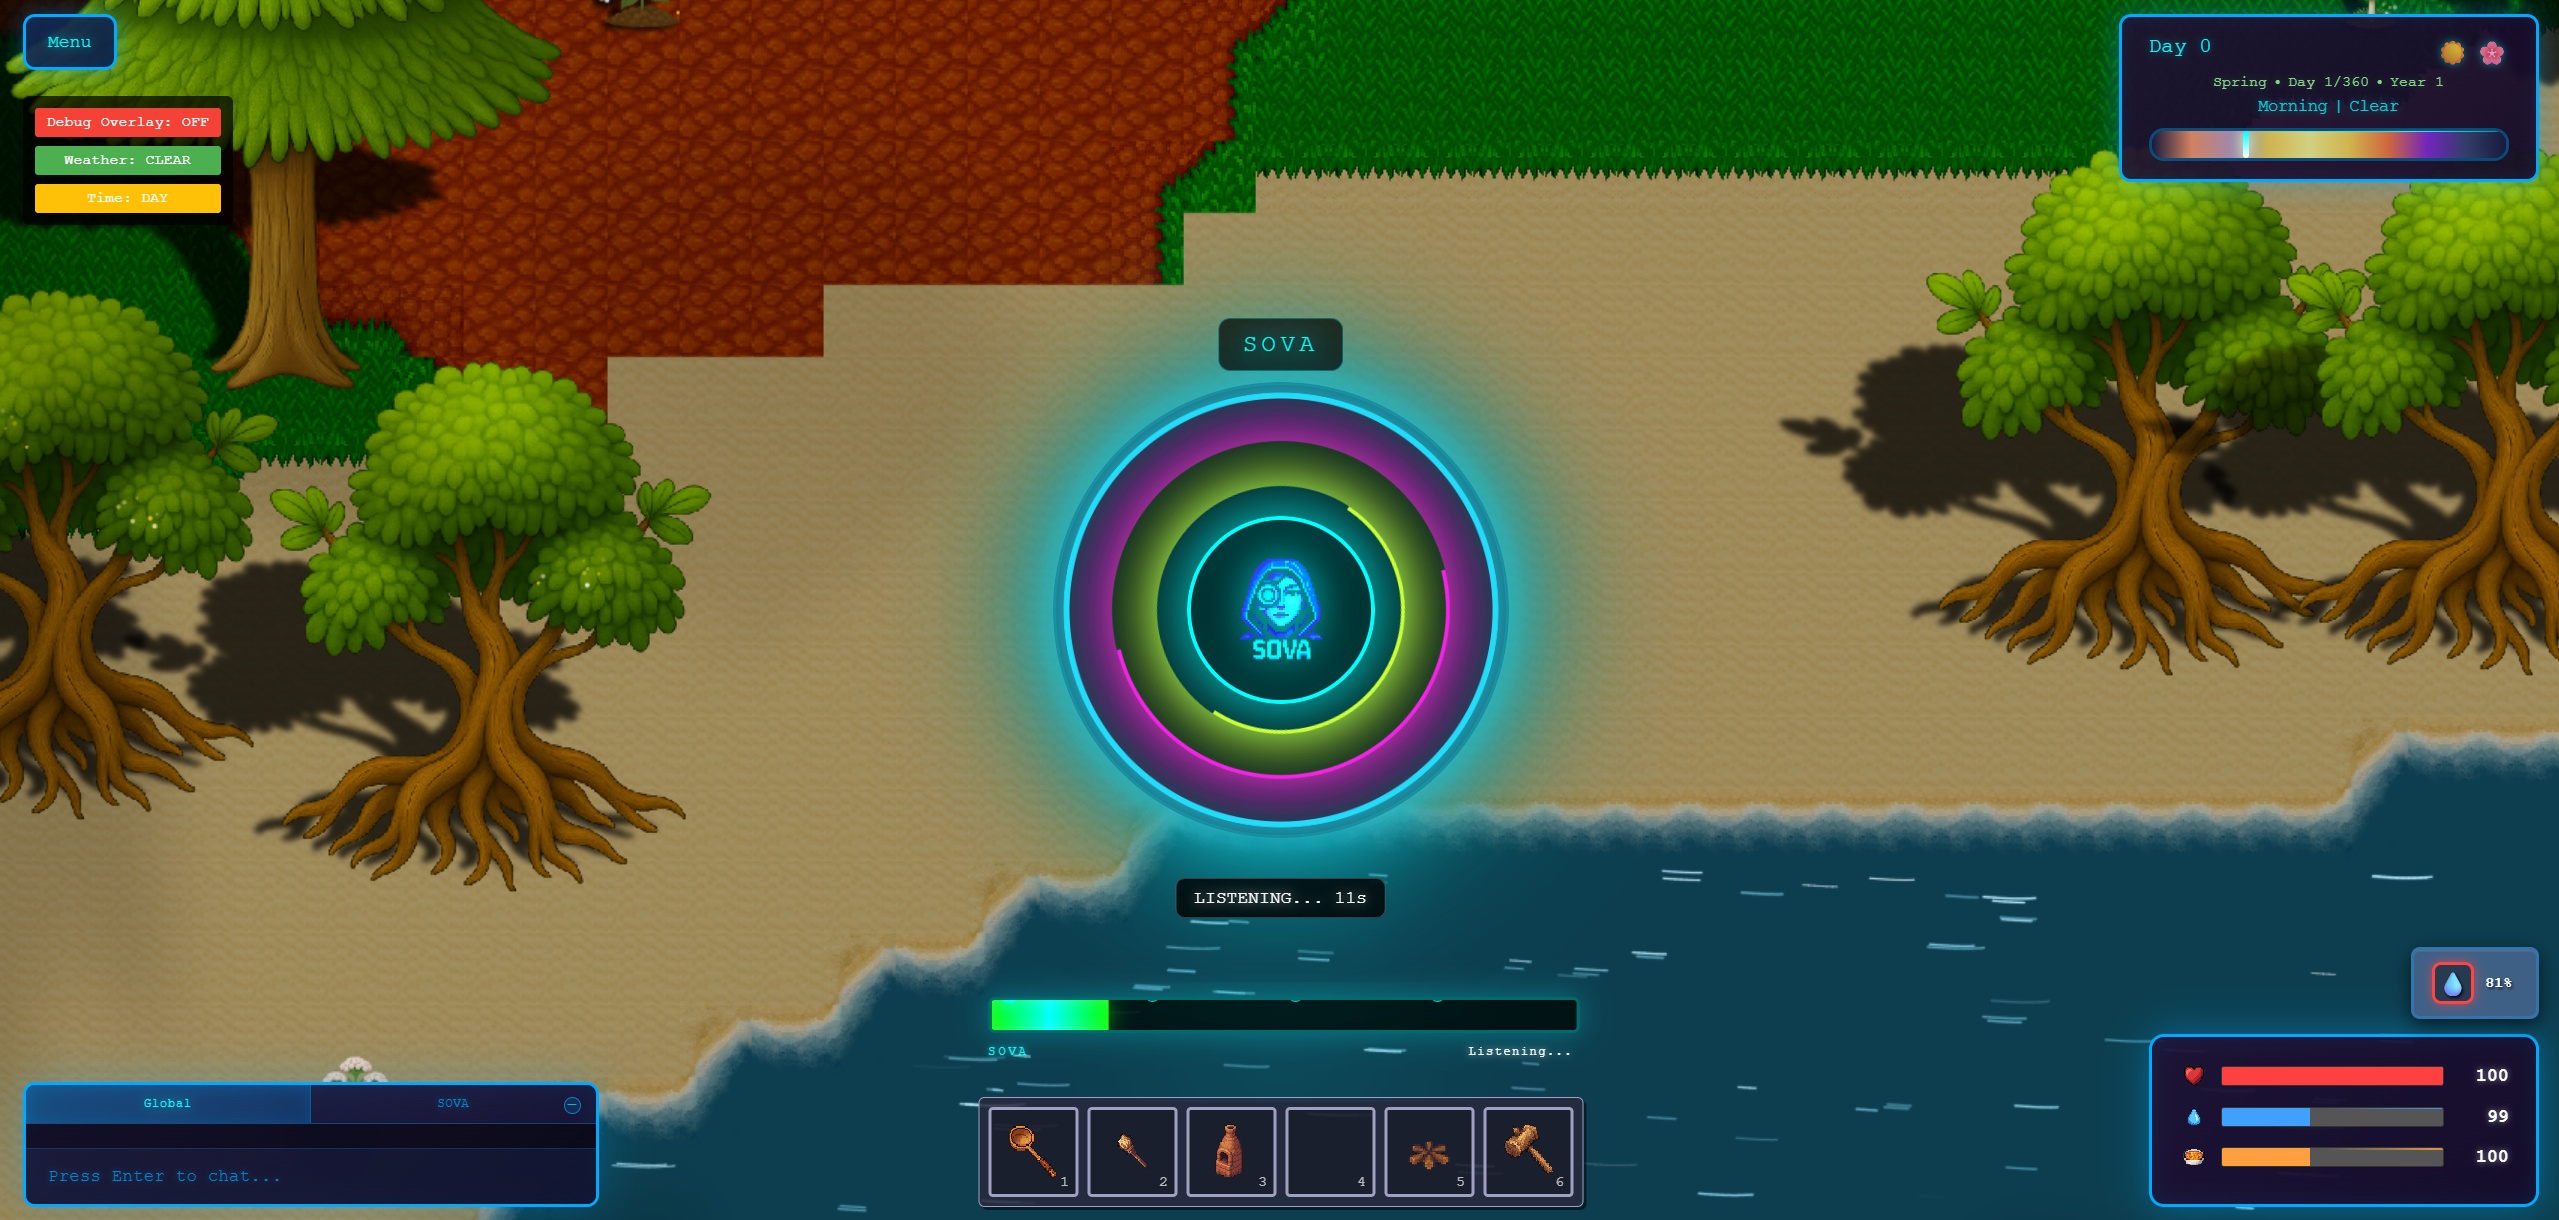 Menu
Debug Overlay: OFF
Weather: CLEAR
Time: DAY
Day 0
Spring • Day 1/360 • Year 1
Morning | Clear
SOVA
SOVA
LISTENING... 11s
81%
SOVA
Listening...
Global
SOVA
Press Enter to chat...
1
2
3
4
5
6
100
99
100